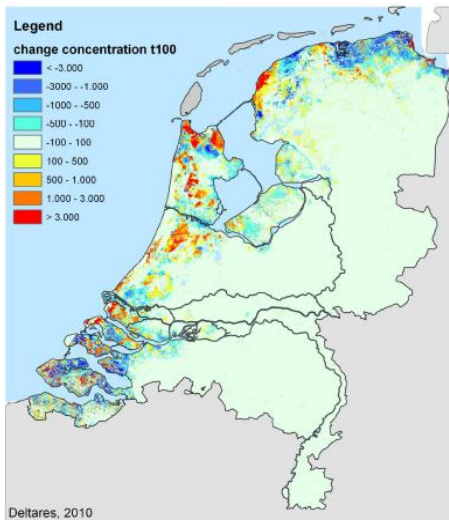 Legend
change concentration t100
< -3.000
-3000 - -1.000
-1000 - -500
-500 - -100
-100 - 100
100 - 500
500 - 1.000
1.000 - 3.000
> 3.000
Deltares, 2010